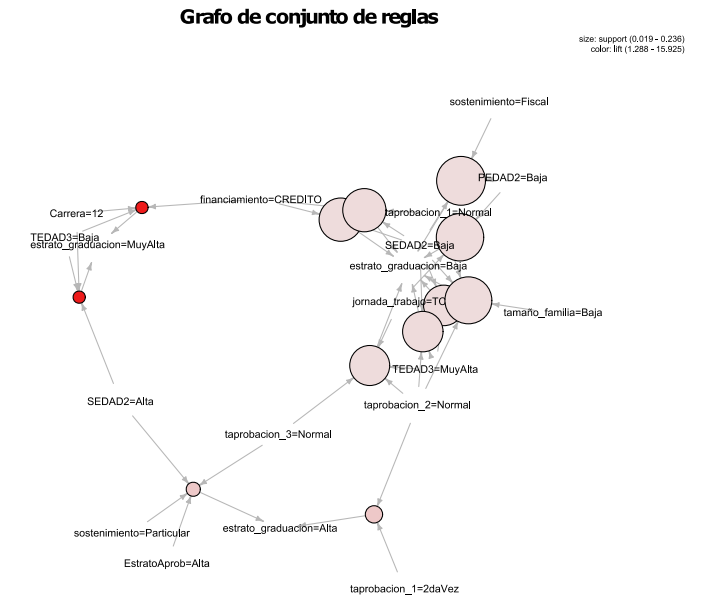 Grafo de conjunto de reglas
size: support (0.019 - 0.236)
color: lift (1.288 - 15.925)
sostenimiento=Fiscal
PEDAD2=Baja
financiamiento=CREDITO
Carrera=12
taprobacion_1=Normal
TEDAD3=Baja
estrato_graduacion=MuyAlta
SEDAD2=Baja
estrato_graduacion=Baja
jornada_trabajo=TC
tamaño_familia=Baja
TEDAD3=MuyAlta
SEDAD2=Alta
taprobacion_2=Normal
taprobacion_3=Normal
estrato_graduacion=Alta
sostenimiento=Particular
EstratoAprob=Alta
taprobacion_1=2daVez